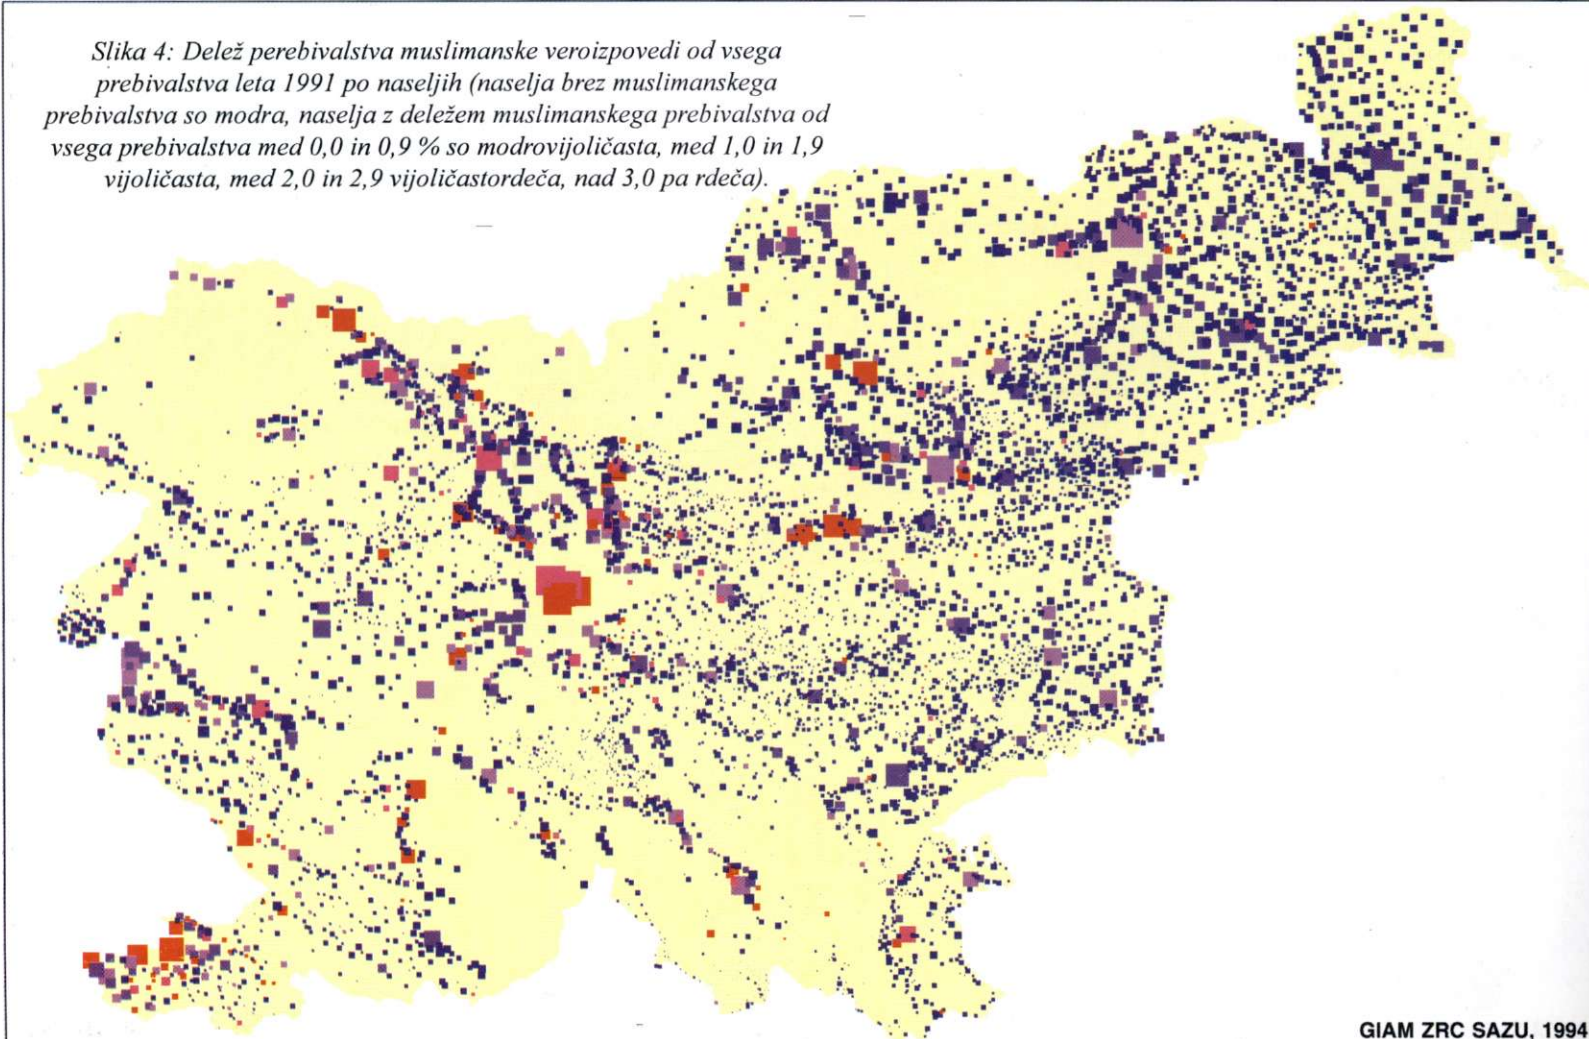 Slika 4: Delež perebivalstva muslimanske veroizpovedi od vsega
prebivalstva leta 1991 po naseljih (naselja brez muslimanskega
prebivalstva so modra, naselja z deležem muslimanskega prebivalstva od
vsega prebivalstva med 0,0 in 0,9 % so modrovijoličasta, med 1,0 in 1,9
vijoličasta, med 2,0 in 2,9 vijoličastordeča, nad 3,0 pa rdeča).
GIAM ZRC SAZU, 1994